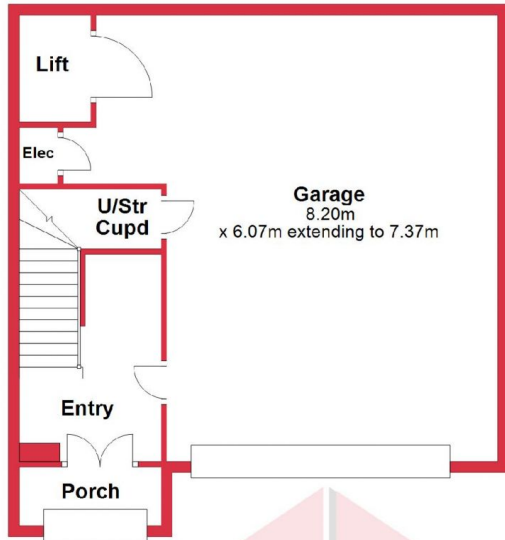 Lift
Elec
U/Str
Cupd
Garage
8.20m
x 6.07m extending to 7.37m
Entry
Porch